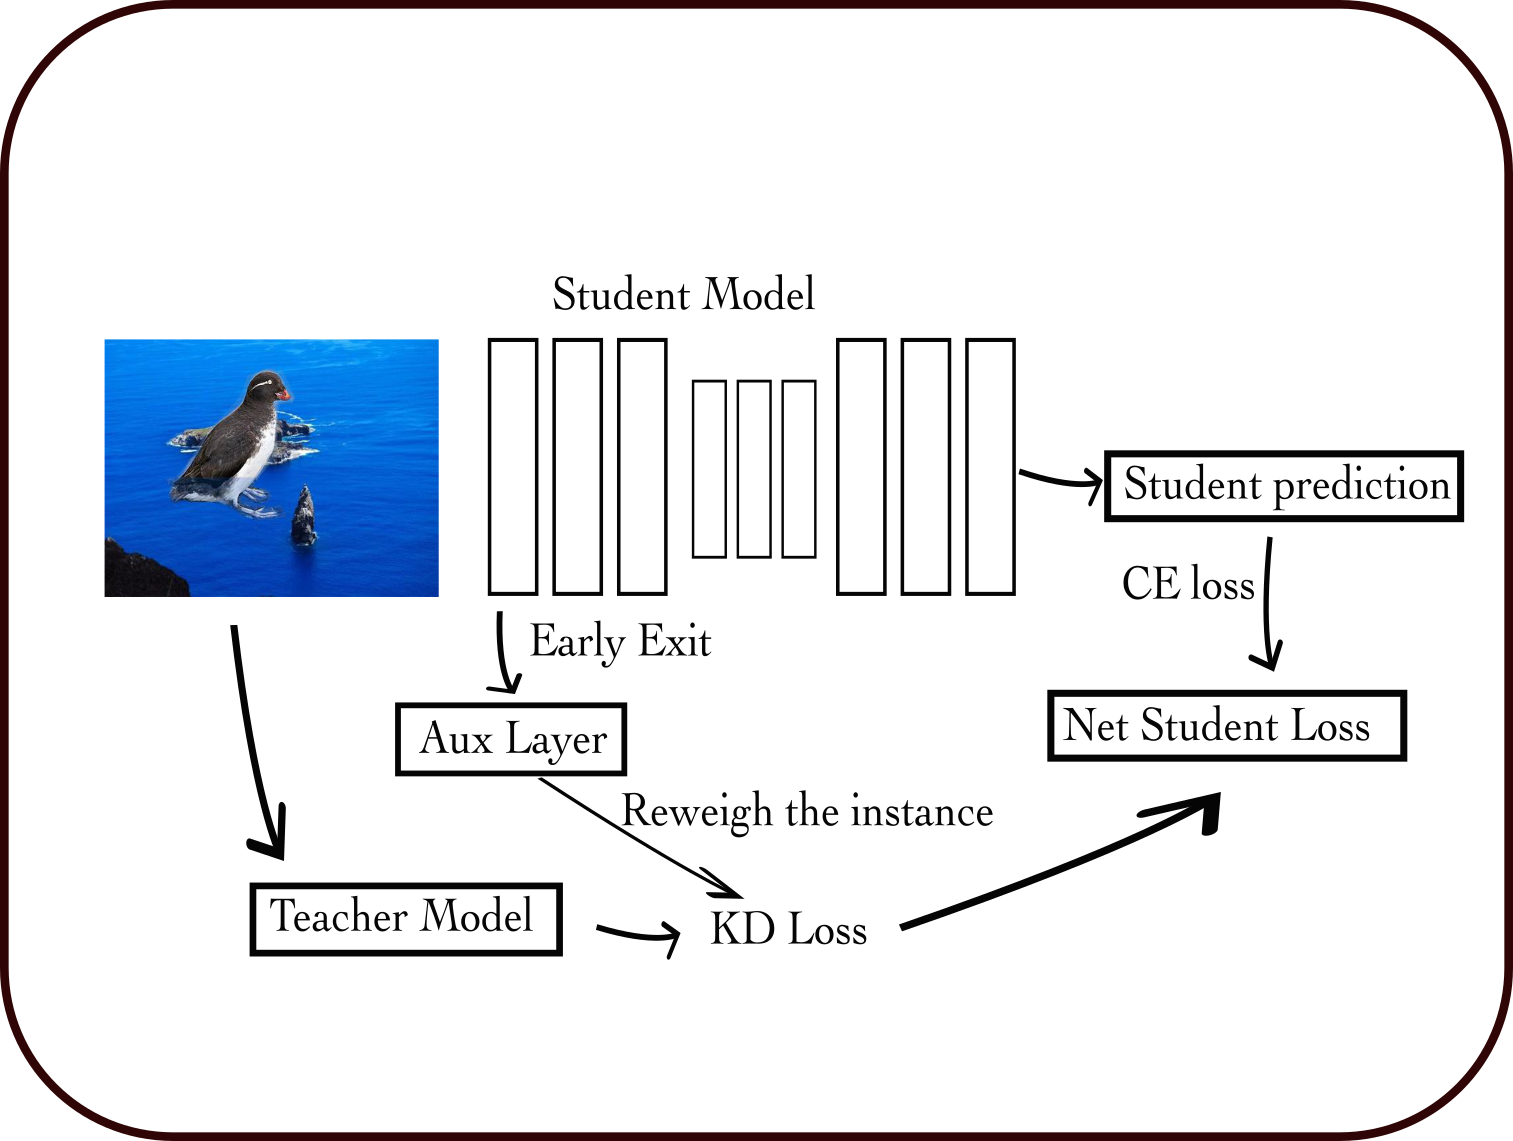 Student Model
Student prediction
CE loss
Early Exit
Aux Layer
Net Student Loss
Reweigh the instance
Teacher Model
KD Loss